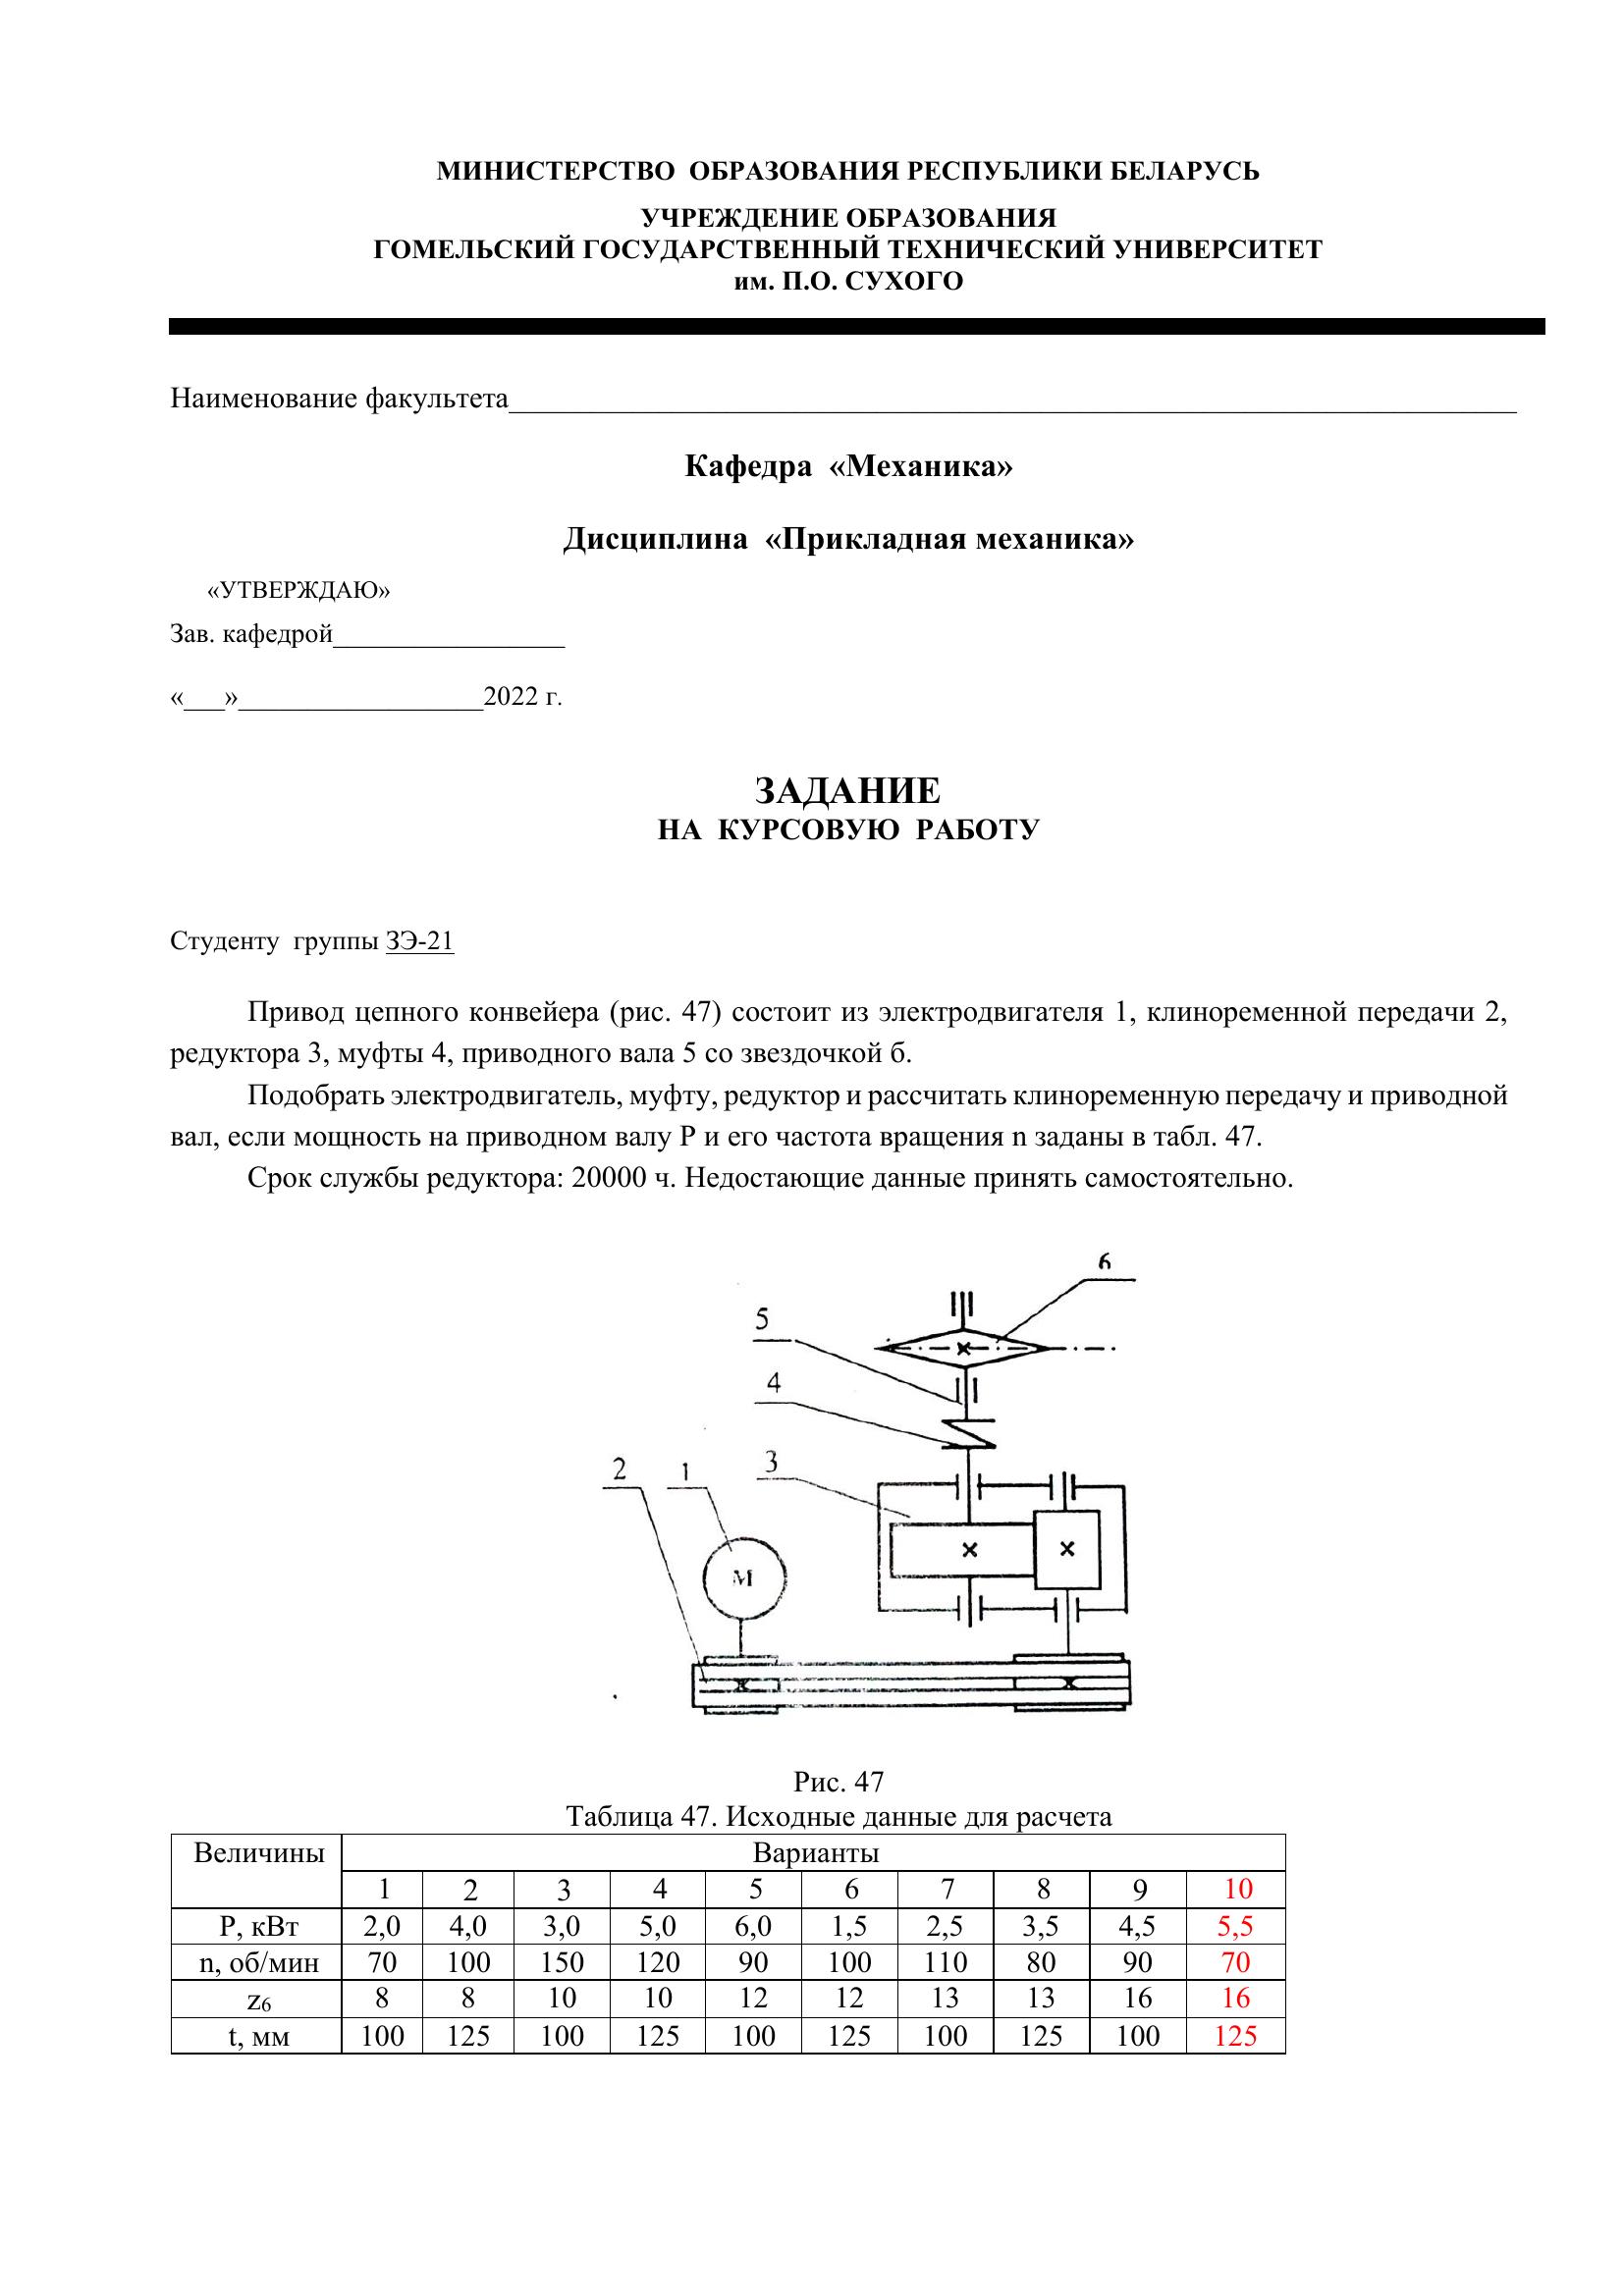 МИНИСТЕРСТВО ОБРАЗОВАНИЯ РЕСПУБЛИКИ БЕЛАРУСЬ
УЧРЕЖДЕНИЕ ОБРАЗОВАНИЯ
ГОМЕЛЬСКИЙ ГОСУДАРСТВЕННЫЙ ТЕХНИЧЕСКИЙ УНИВЕРСИТЕТ
им. П.О. СУХОГО
Наименование факультета____________________
Кафедра «Механика»
Дисциплина «Прикладная механика»
«УТВЕРЖДАЮ»
Зав. кафедрой_________________
«___»__________________2022 г.
ЗАДАНИЕ
НА КУРСОВУЮ РАБОТУ
Студенту группы ЗЭ-21
Привод цепного конвейера (рис. 47) состоит из электродвигателя 1, клиноременной передачи 2,
редуктора 3, муфты 4, приводного вала 5 со звездочкой б.
Подобрать электродвигатель, муфту, редуктор и рассчитать клиноременную передачу и приводной
вал, если мощность на приводном валу Р и его частота вращения n заданы в табл. 47.
Срок службы редуктора: 20000 ч. Недостающие данные принять самостоятельно.
6
5
4
3
2 1
М
Рис. 47
Таблица 47. Исходные данные для расчета
Величины Варианты
1 2 3 4 5 6 7 8 9 10
Р, кВт 2,0 4,0 3,0 5,0 6,0 1,5 2,5 3,5 4,5 5,5
n, об/мин 70 100 150 120 90 100 110 80 90 70
z6 8 8 10 10 12 12 13 13 16 16
t, мм 100 125 100 125 100 125 100 125 100 125